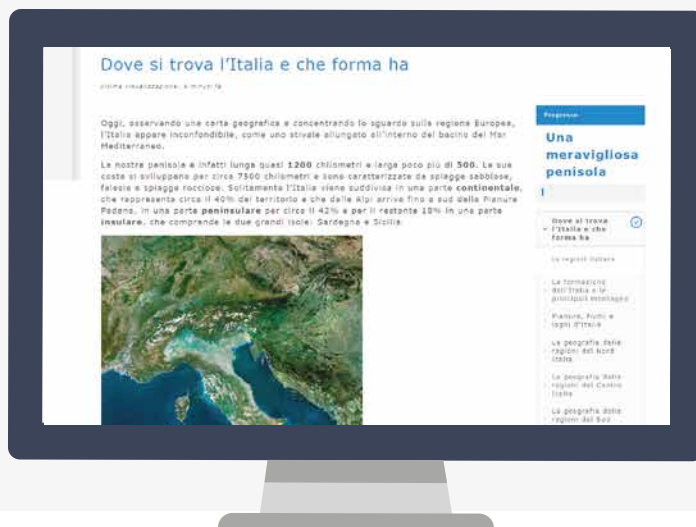 Dove si trova l'Italia e che forma ha
ultima visualizzazione: minuti fa
Oggi, osservando una carta geografica e concentrando lo sguardo sulla regione Europea,
l'Italia appare inconfondibile, come uno stivale allungato all'interno del bacino del Mar
Mediterraneo.
La nostra penisola è infatti lunga quasi 1200 chilometri e larga poco più di 500. Le sue
coste si sviluppano per circa 7500 chilometri e sono caratterizzate da spiagge sabbiose,
falesie e spiagge rocciose. Solitamente l'Italia viene suddivisa in una parte continentale,
che rappresenta circa il 40% del territorio e che dalle Alpi arriva fino a sud della Pianura
Padana, in una parte peninsulare per circa il 42% e per il restante 18% in una parte
insulare, che comprende le due grandi isole: Sardegna e Sicilia.
Progresso
Una
meravigliosa
penisola
Dove si trova
l'Italia e che
forma ha
Le regioni italiane
La formazione
dell'Italia e le
principali montagne
Pianure, fiumi e
laghi d'Italia
La geografia delle
regioni del Nord
Italia
La geografia delle
regioni del Centro
Italia
La geografia delle
regioni del Sud